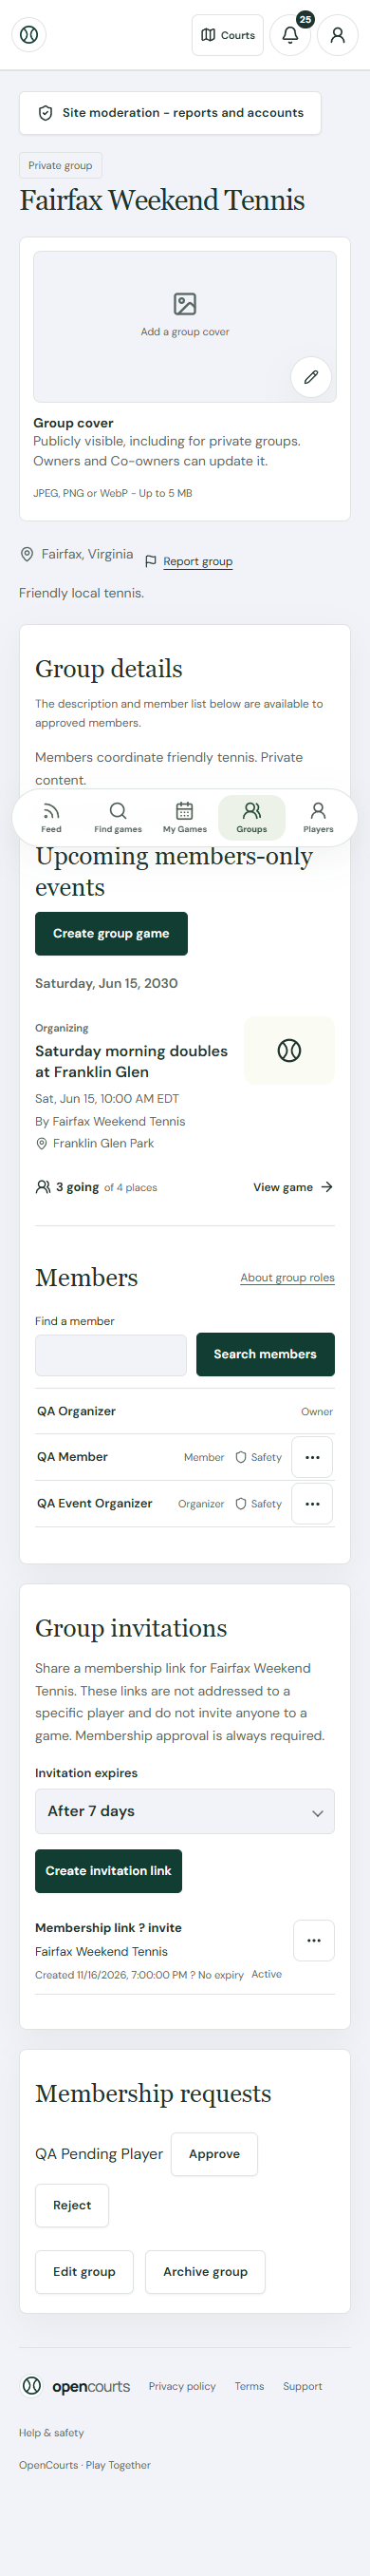 Courts
25
Site moderation - reports and accounts
Private group
Fairfax Weekend Tennis
Add a group cover
Group cover
Publicly visible, including for private groups.
Owners and Co-owners can update it.
JPEG, PNG or WebP - Up to 5 MB
Fairfax, Virginia
Report group
Friendly local tennis.
Group details
The description and member list below are available to
approved members.
Members coordinate friendly tennis. Private
content.
Feed
Find games
My Games
Groups
Players
Upcoming members-only
events
Create group game
Saturday, Jun 15, 2030
Organizing
Saturday morning doubles
at Franklin Glen
Sat, Jun 15, 10:00 AM EDT
By Fairfax Weekend Tennis
Franklin Glen Park
3 going of 4 places
View game
Members
About group roles
Find a member
Search members
QA Organizer
Owner
QA Member
Member
Safety
QA Event Organizer
Organizer
Safety
Group invitations
Share a membership link for Fairfax Weekend
Tennis. These links are not addressed to a
specific player and do not invite anyone to a
game. Membership approval is always required.
Invitation expires
After 7 days
Create invitation link
Membership link ? invite
Fairfax Weekend Tennis
Created 11/16/2026, 7:00:00 PM ? No expiry
Active
Membership requests
QA Pending Player
Approve
Reject
Edit group
Archive group
opencourts
Privacy policy
Terms
Support
Help & safety
OpenCourts · Play Together